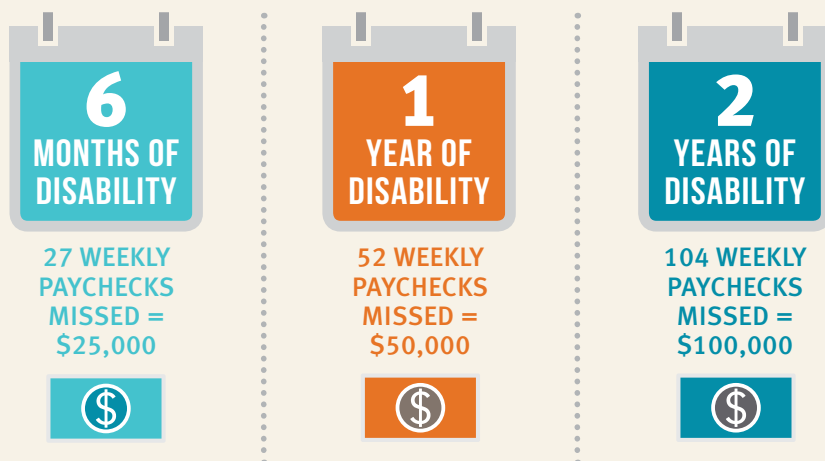 6
MONTHS OF
DISABILITY
27 WEEKLY
PAYCHECKS
MISSED =
$25,000
$
1
YEAR OF
DISABILITY
52 WEEKLY
PAYCHECKS
MISSED =
$50,000
$
2
YEARS OF
DISABILITY
104 WEEKLY
PAYCHECKS
MISSED =
$100,000
$